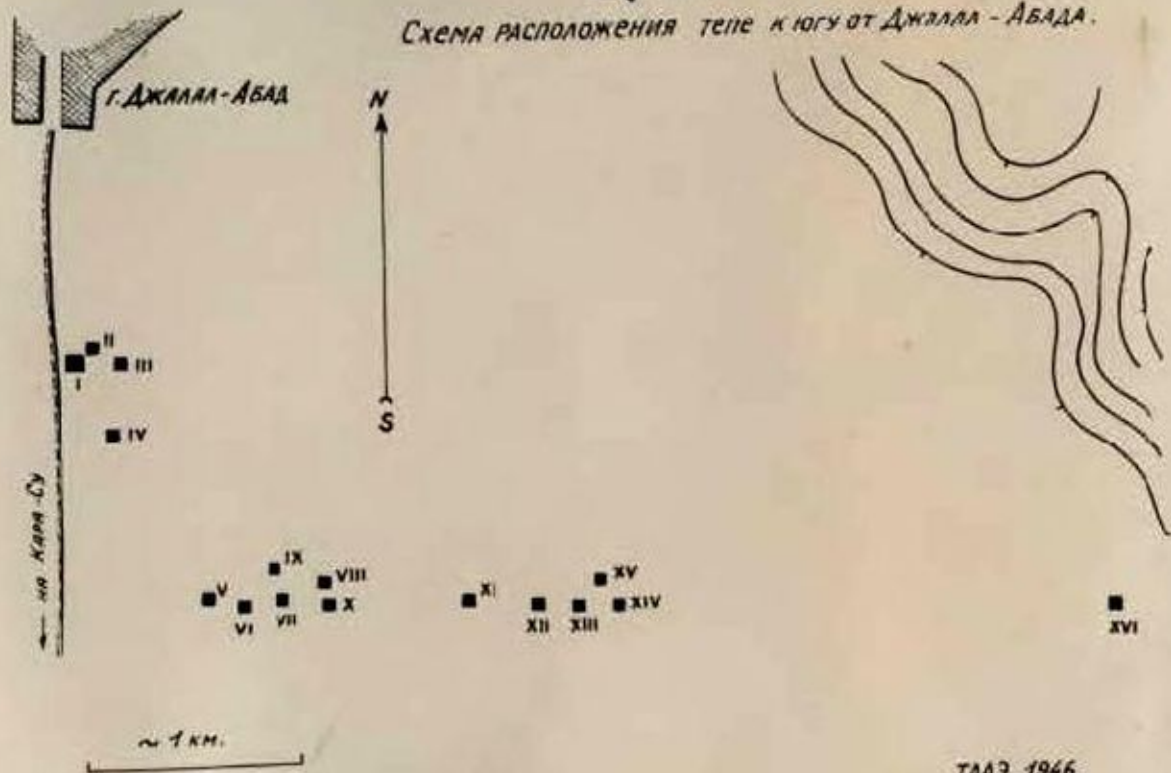 Схема расположения тепе к югу от Джалал-Абада.
г. Джалал-Абад
N
II
I
III
IV
S
на Кара-Су
IX
VIII
V
VI
VII
X
XI
XV
XII
XIII
XIV
XVI
~ 1 км.
ТААЭ 1946